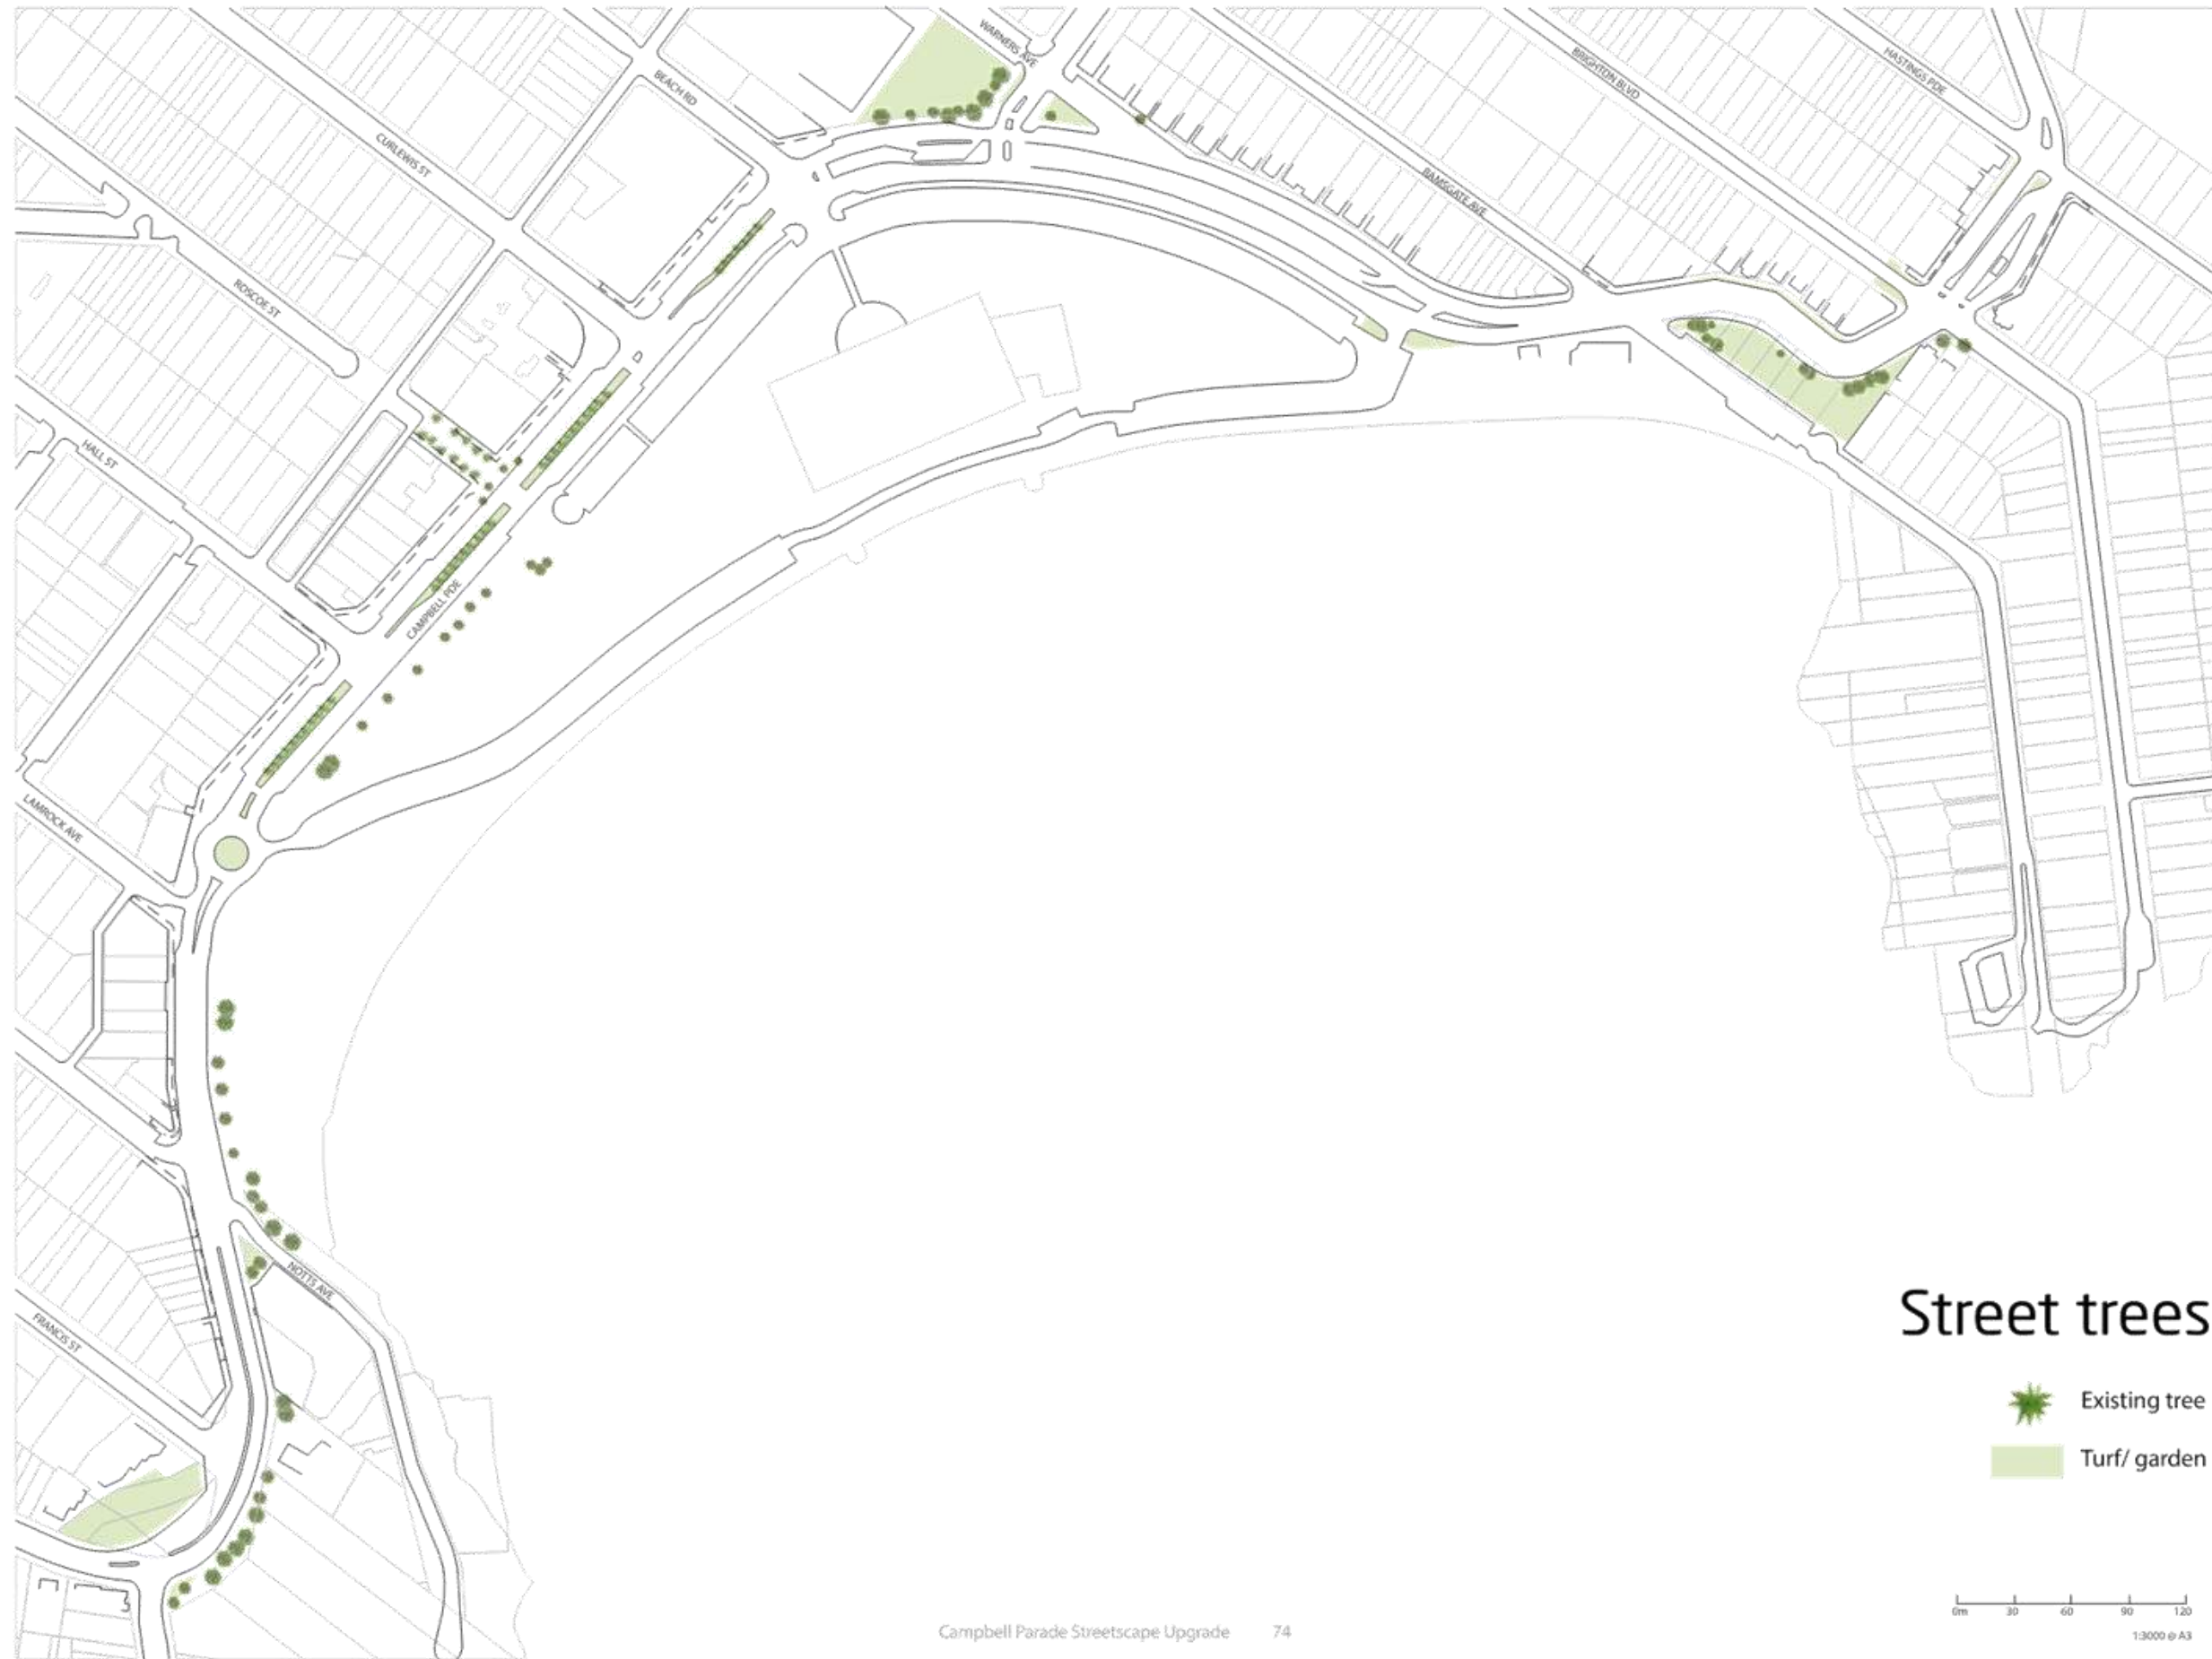 WARNERS AVE
BRIGHTON BLVD
HASTINGS PDE
BEACH RD
CURLEWIS ST
RAMSGATE AVE
ROSCOE ST
HALL ST
CAMPBELL PDE
LAMROCK AVE
NOTTS AVE
FRANCIS ST
Street trees
Existing tree
Turf/ garden
0m 30 60 90 120
1:3000 @ A3
Campbell Parade Streetscape Upgrade 74